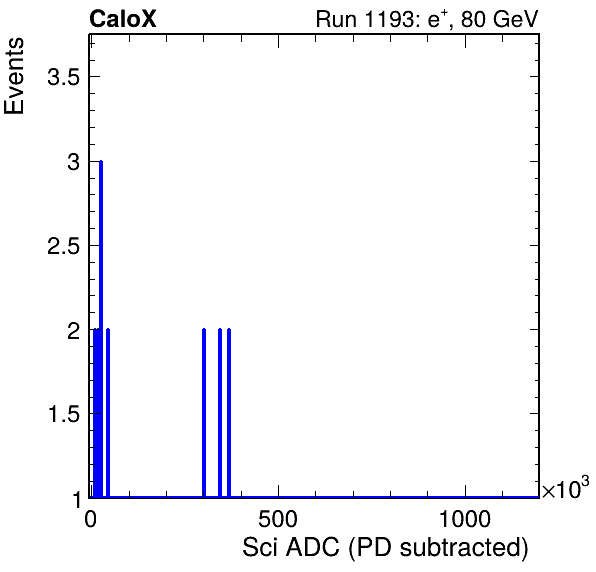 CaloX Run 1193: e⁺, 80 GeV
Events
3.5
3
2.5
2
1.5
1
0 500 1000 ×10³
Sci ADC (PD subtracted)